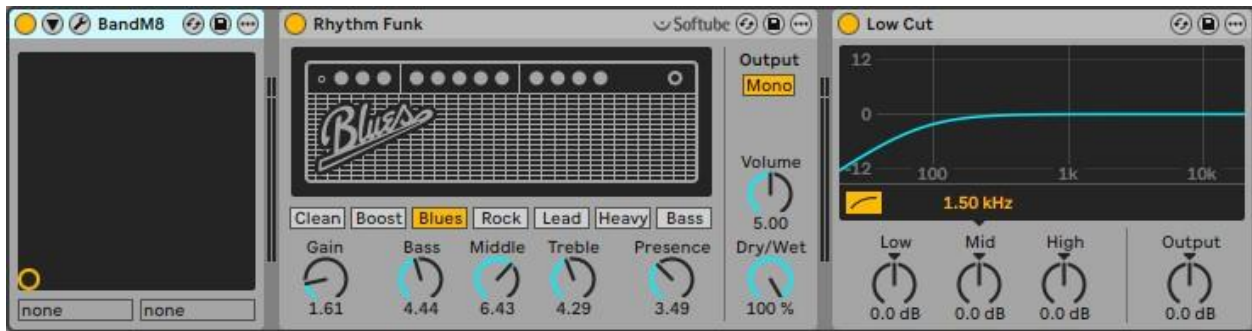 BandM8
none
none
Rhythm Funk
Softube
Blues
Clean
Boost
Blues
Rock
Lead
Heavy
Bass
Gain
1.61
Bass
4.44
Middle
6.43
Treble
4.29
Presence
3.49
Output
Mono
Volume
5.00
Dry/Wet
100 %
Low Cut
12
0
-12
100
1k
10k
1.50 kHz
Low
0.0 dB
Mid
0.0 dB
High
0.0 dB
Output
0.0 dB